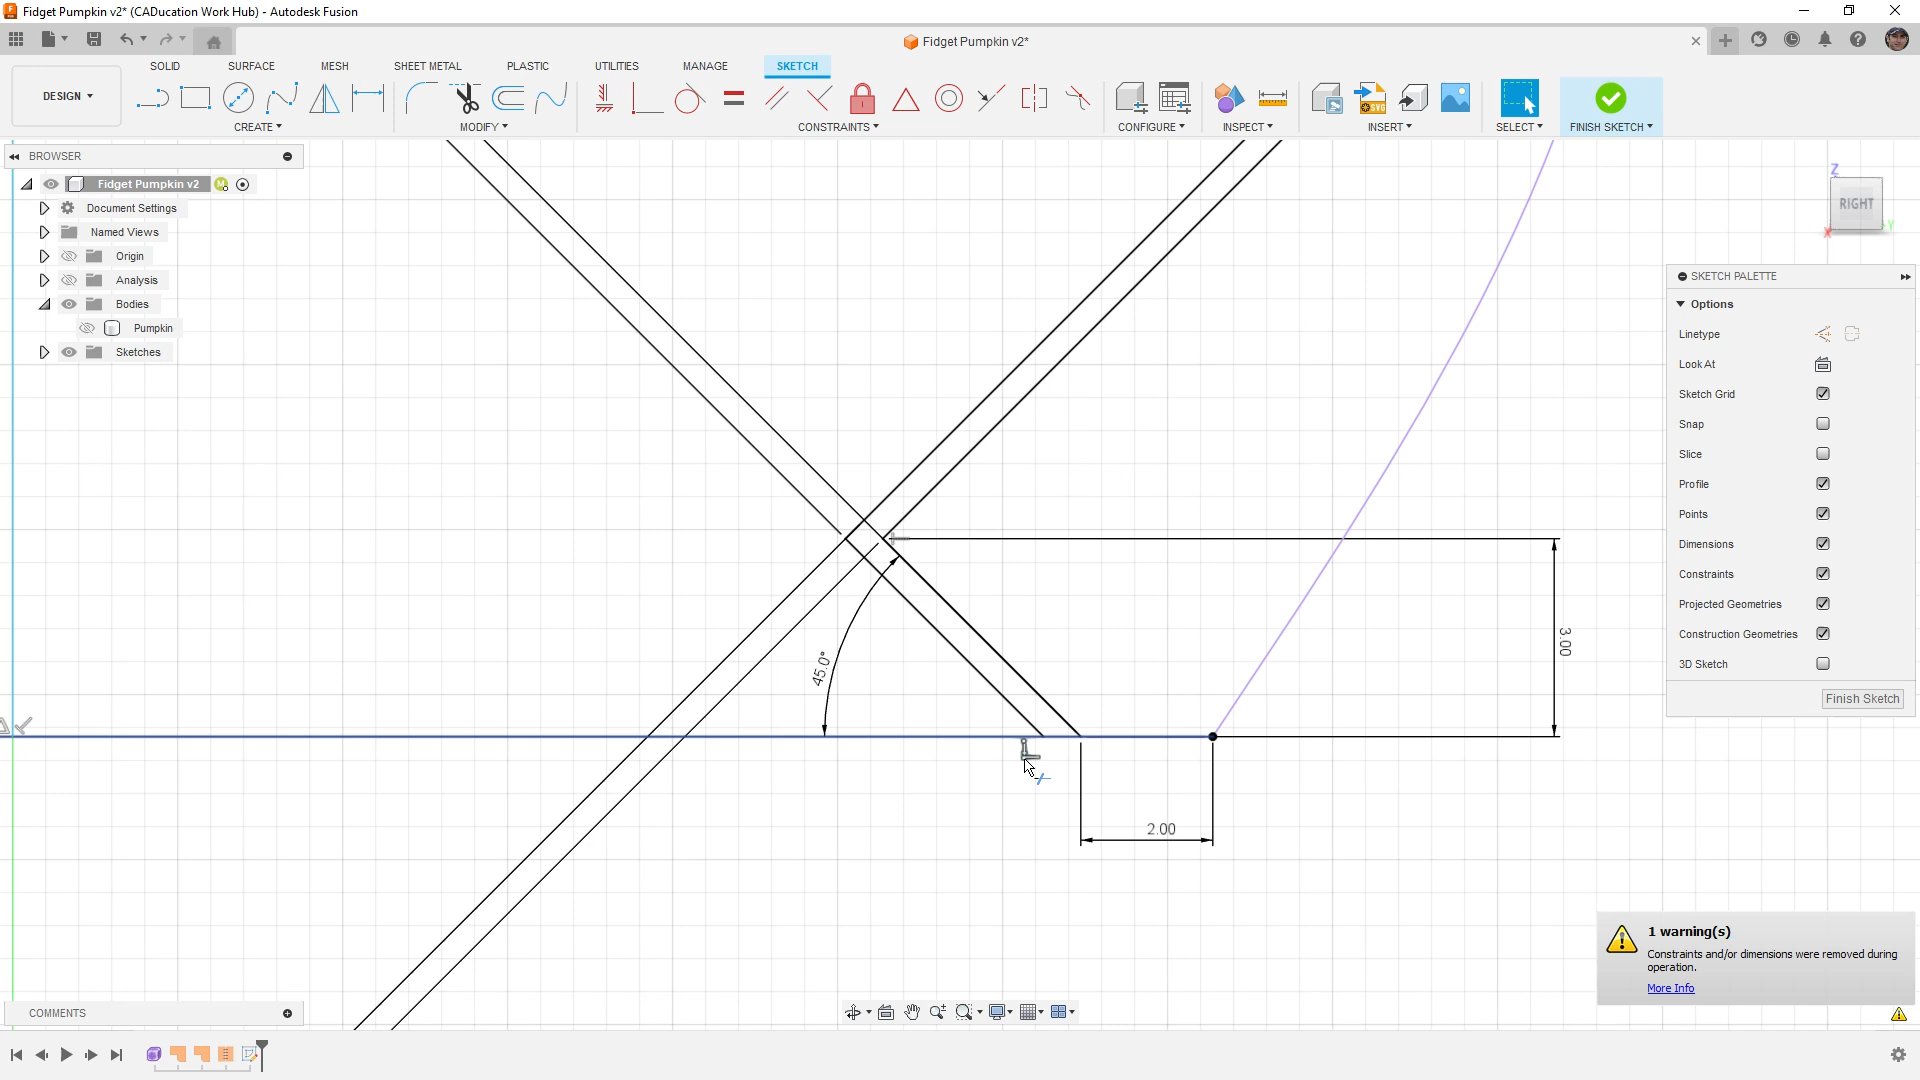 Fidget Pumpkin v2* (CADucation Work Hub) - Autodesk Fusion
Fidget Pumpkin v2*
SOLID SURFACE MESH SHEET METAL PLASTIC UTILITIES MANAGE SKETCH
DESIGN
CREATE MODIFY CONSTRAINTS CONFIGURE INSPECT INSERT SELECT FINISH SKETCH
BROWSER
Fidget Pumpkin v2
Document Settings
Named Views
Origin
Analysis
Bodies
Pumpkin
Sketches
Z
RIGHT
Y
X
SKETCH PALETTE
Options
Linetype
Look At
Sketch Grid
Snap
Slice
Profile
Points
Dimensions
Constraints
Projected Geometries
Construction Geometries
3D Sketch
Finish Sketch
45.0°
3.00
2.00
1 warning(s)
Constraints and/or dimensions were removed during
operation.
More Info
COMMENTS